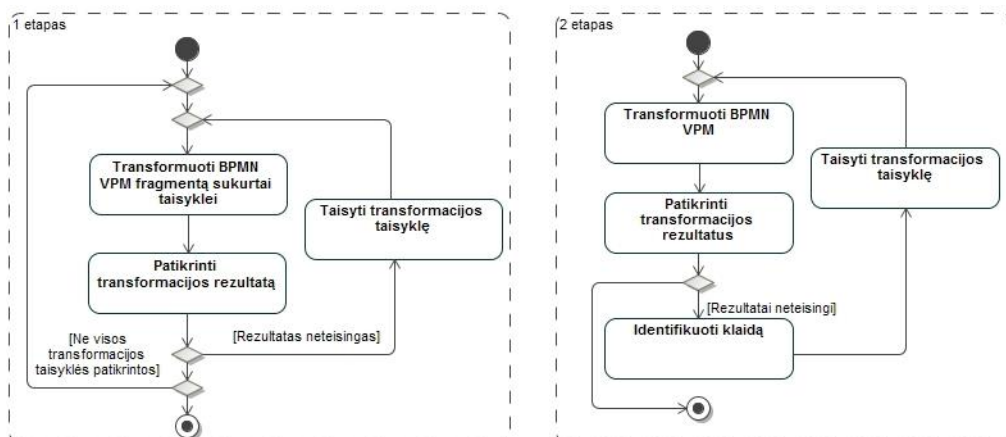 1 etapas
Transformuoti BPMN
VPM fragmentą sukurtai
taisyklei
Taisyti transformacijos
taisyklę
Patikrinti
transformacijos rezultatą
[Ne visos
transformacijos
taisyklės patikrintos]
[Rezultatas neteisingas]
2 etapas
Transformuoti BPMN
VPM
Taisyti transformacijos
taisyklę
Patikrinti
transformacijos
rezultatus
[Rezultatai neteisingi]
Identifikuoti klaidą